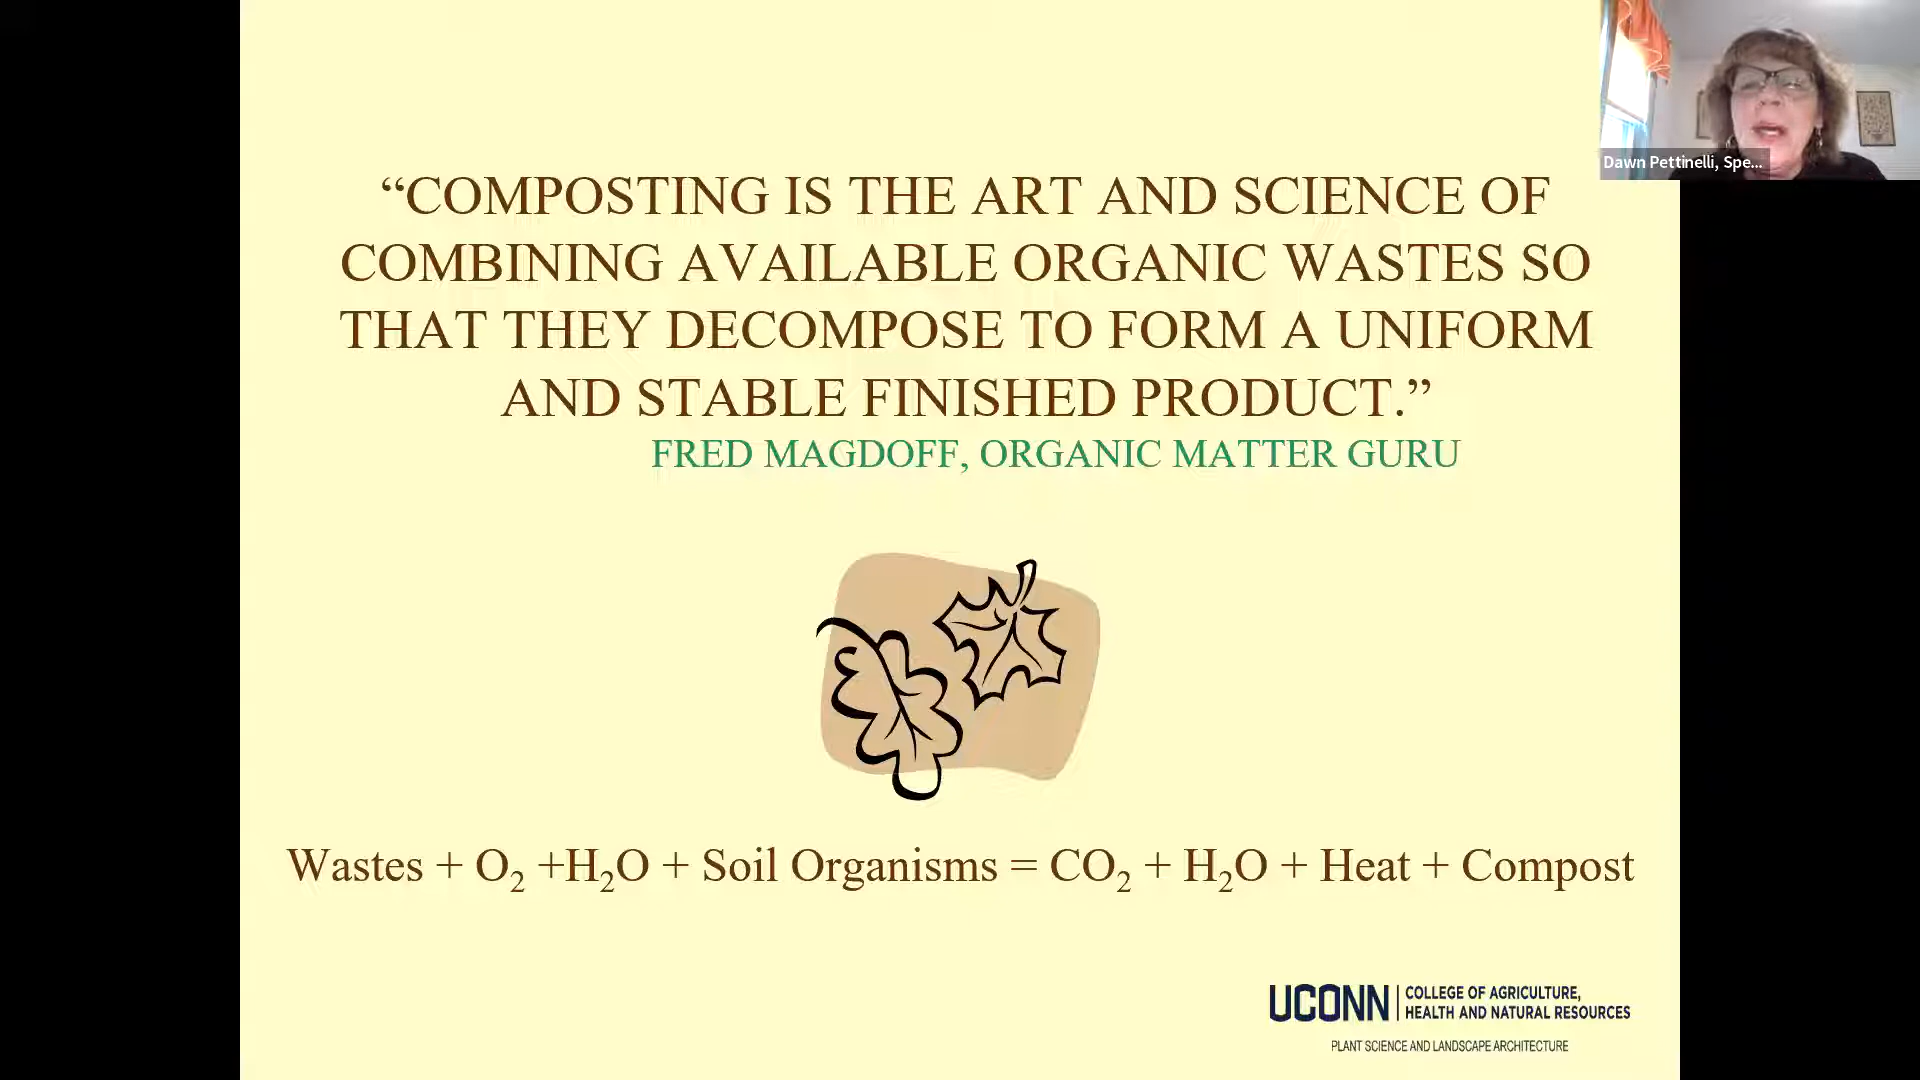 Dawn Pettinelli, Spe...
“COMPOSTING IS THE ART AND SCIENCE OF
COMBINING AVAILABLE ORGANIC WASTES SO
THAT THEY DECOMPOSE TO FORM A UNIFORM
AND STABLE FINISHED PRODUCT.”
FRED MAGDOFF, ORGANIC MATTER GURU
Wastes + O₂ +H₂O + Soil Organisms = CO₂ + H₂O + Heat + Compost
UCONN
COLLEGE OF AGRICULTURE,
HEALTH AND NATURAL RESOURCES
PLANT SCIENCE AND LANDSCAPE ARCHITECTURE